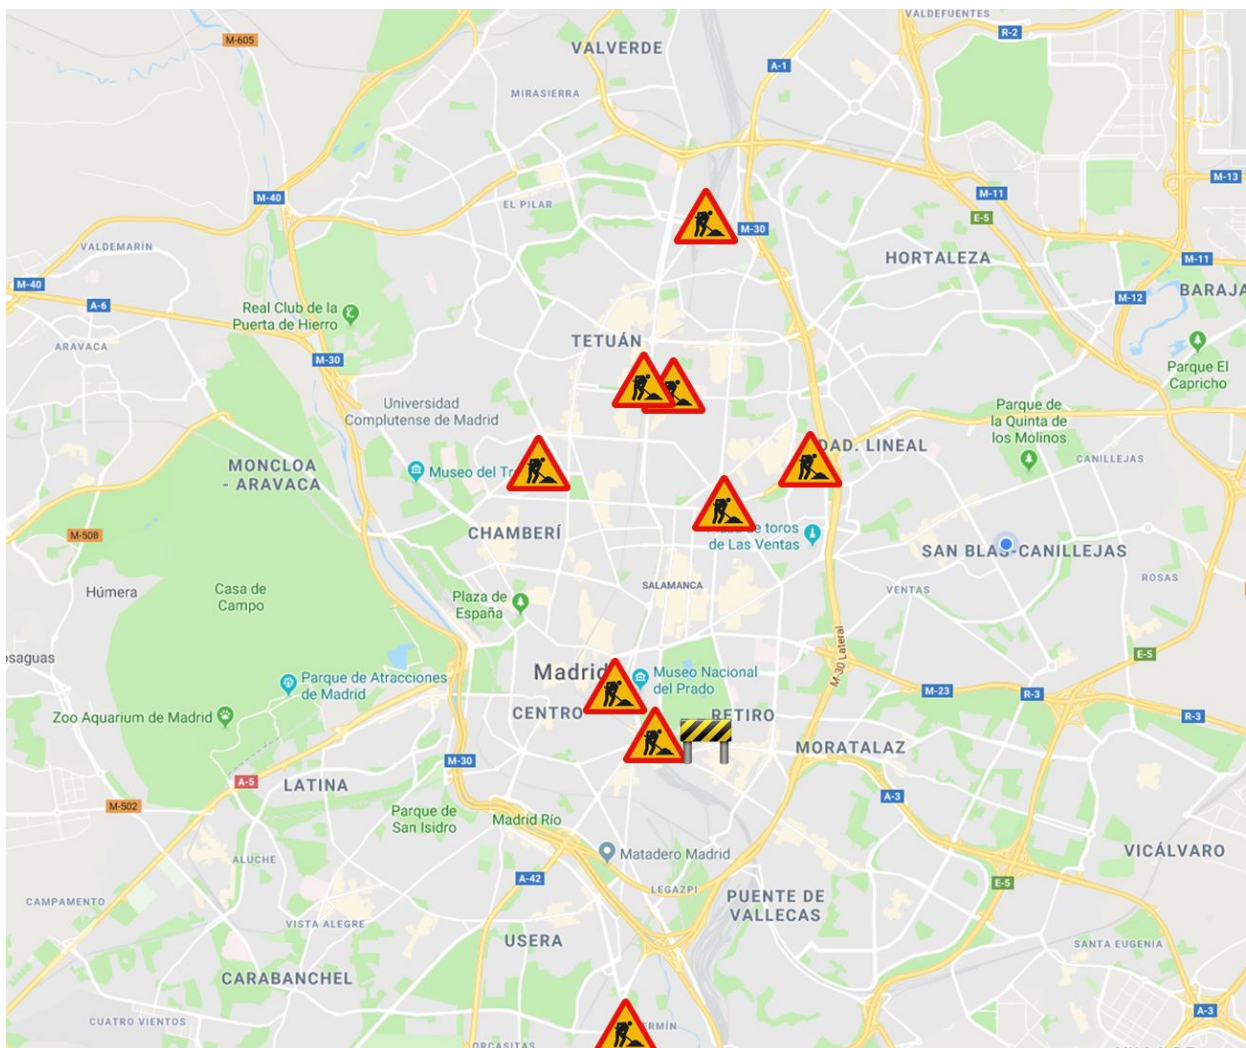 VALDEFUENTES
M-605
R-2
VALVERDE
A-1
MIRASIERRA
M-13
M-11
M-40
EL PILAR
E-5
M-30
VALDEMARÍN
HORTALEZA
M-11
M-40
BARAJA
M-12
A-6
Real Club de la
Puerta de Hierro
TETUÁN
ARAVACA
M-30
Parque El
Capricho
Universidad
Complutense de Madrid
Parque de
la Quinta de
los Molinos
DAD. LINEAL
CANILLEJAS
MONCLOA
- ARAVACA
Museo del Tr
M-508
CHAMBERÍ
de toros
de Las Ventas
SAN BLAS-CANILLEJAS
ROSAS
Húmera
Casa de
Campo
SALAMANCA
VENTAS
Plaza de
España
M-30 Lateral
E-5
osaguas
Madrid
Museo Nacional
del Prado
Parque de Atracciones
de Madrid
M-23
R-3
Zoo Aquarium de Madrid
CENTRO
RETIRO
R-3
MORATALAZ
M-30
A-5
LATINA
A-3
M-502
Parque de
San Isidro
Madrid Río
Matadero Madrid
VICÁLVARO
ALUCHE
A-42
LEGAZPI
E-5
PUENTE DE
VALLECAS
CAMPAMENTO
VISTA ALEGRE
USERA
SANTA EUGENIA
CARABANCHEL
A-3
CUATRO VIENTOS
ERMÍN
ORCASITAS